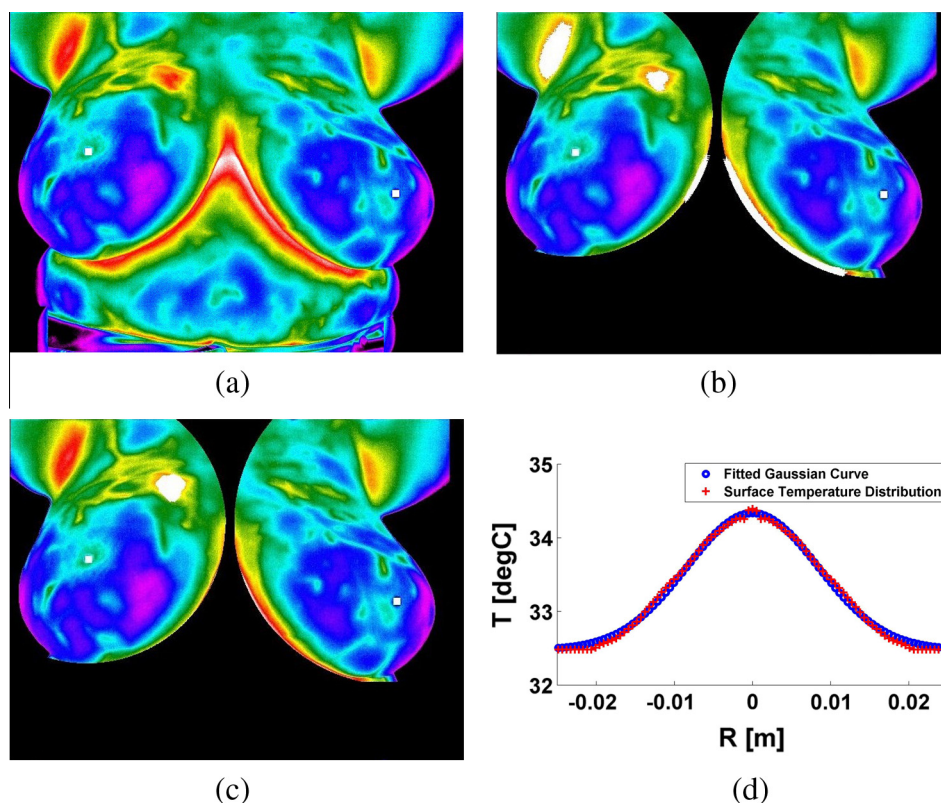 (a)
(b)
(c)
35
34
33
32
T [degC]
Fitted Gaussian Curve
Surface Temperature Distribution
-0.02 -0.01 0 0.01 0.02
R [m]
(d)